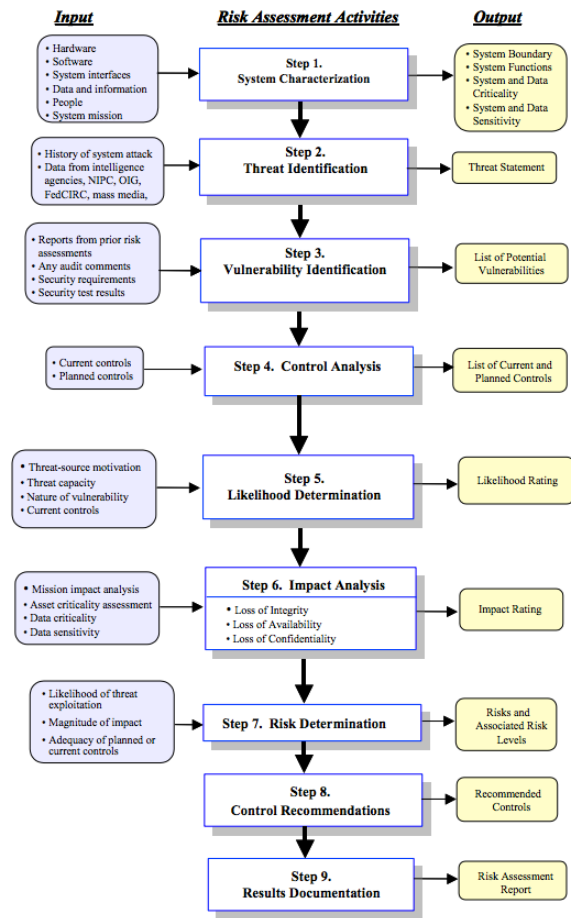 Input
Risk Assessment Activities
Output
• Hardware
• Software
• System interfaces
• Data and information
• People
• System mission
Step 1.
System Characterization
• System Boundary
• System Functions
• System and Data
Criticality
• System and Data
Sensitivity
• History of system attack
• Data from intelligence
agencies, NIPC, OIG,
FedCIRC, mass media,
Step 2.
Threat Identification
Threat Statement
• Reports from prior risk
assessments
• Any audit comments
• Security requirements
• Security test results
Step 3.
Vulnerability Identification
List of Potential
Vulnerabilities
• Current controls
• Planned controls
Step 4. Control Analysis
List of Current and
Planned Controls
• Threat-source motivation
• Threat capacity
• Nature of vulnerability
• Current controls
Step 5.
Likelihood Determination
Likelihood Rating
• Mission impact analysis
• Asset criticality assessment
• Data criticality
• Data sensitivity
Step 6. Impact Analysis
• Loss of Integrity
• Loss of Availability
• Loss of Confidentiality
Impact Rating
• Likelihood of threat
exploitation
• Magnitude of impact
• Adequacy of planned or
current controls
Step 7. Risk Determination
Risks and
Associated Risk
Levels
Step 8.
Control Recommendations
Recommended
Controls
Step 9.
Results Documentation
Risk Assessment
Report